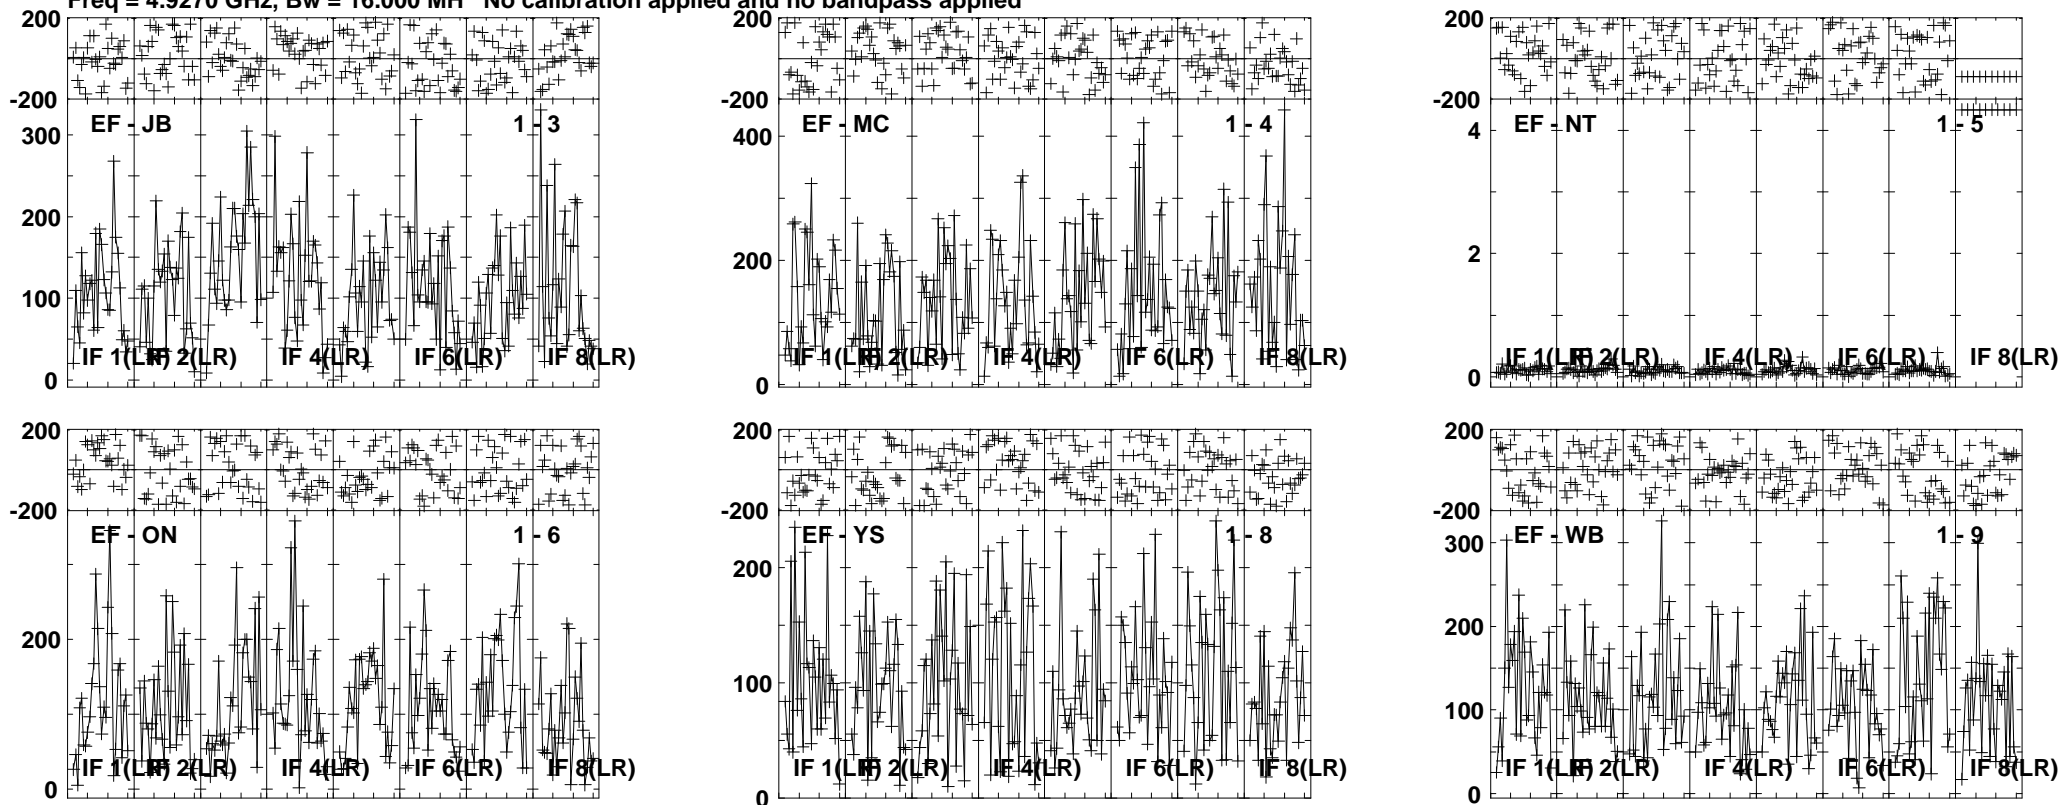 Freq = 4.9270 GHz, Bw = 16.000 MH No calibration applied and no bandpass applied
200
-200
EF - JB 1 - 3
300
200
100
0
IF 1(LR) IF 2(LR) IF 4(LR) IF 6(LR) IF 8(LR)
200
-200
EF - MC 1 - 4
400
200
0
IF 1(LR) IF 2(LR) IF 4(LR) IF 6(LR) IF 8(LR)
200
-200
EF - NT 1 - 5
4
2
0
IF 1(LR) IF 2(LR) IF 4(LR) IF 6(LR) IF 8(LR)
200
-200
EF - ON 1 - 6
200
0
IF 1(LR) IF 2(LR) IF 4(LR) IF 6(LR) IF 8(LR)
200
-200
EF - YS 1 - 8
200
100
0
IF 1(LR) IF 2(LR) IF 4(LR) IF 6(LR) IF 8(LR)
200
-200
EF - WB 1 - 9
300
200
100
0
IF 1(LR) IF 2(LR) IF 4(LR) IF 6(LR) IF 8(LR)